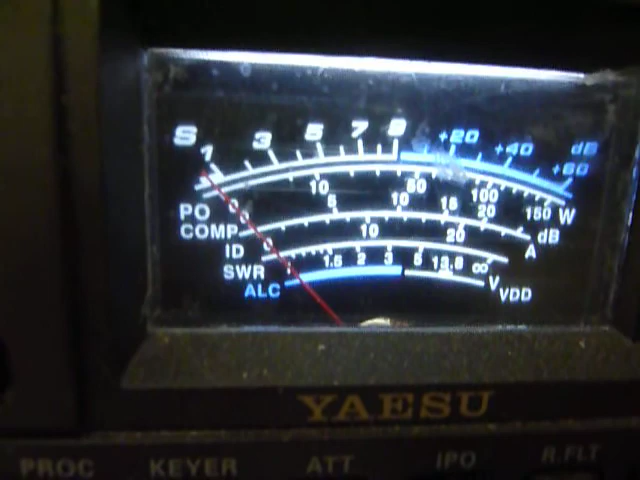 S 1 3 5 7 9 +20 +40 +60 dB
PO 10 50 100 150 W
COMP 5 10 15 20 dB
ID 10 20 A
SWR 1.5 2 3 5 ∞
ALC 13.8 V VDD
YAESU
PROC KEYER ATT IPO R.FLT